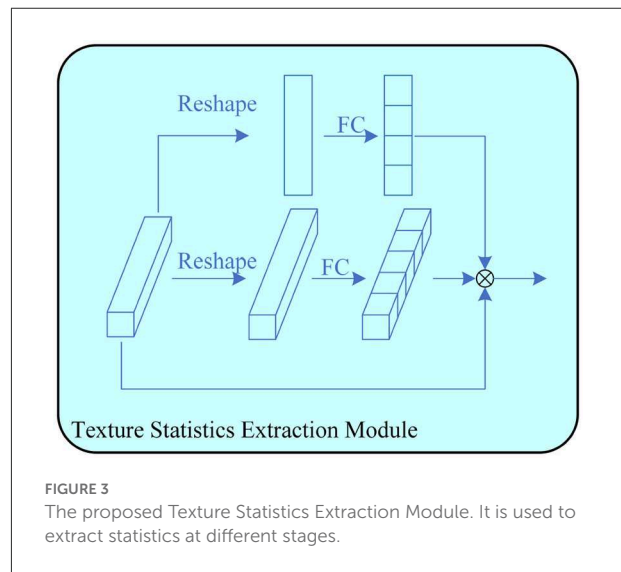 Reshape
FC
Reshape
FC
Texture Statistics Extraction Module
FIGURE 3
The proposed Texture Statistics Extraction Module. It is used to
extract statistics at different stages.